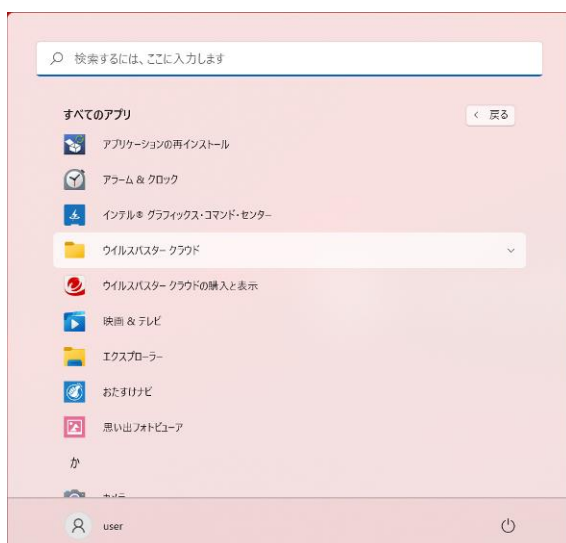 検索するには、ここに入力します
すべてのアプリ
< 戻る
アプリケーションの再インストール
アラーム & クロック
インテル® グラフィックス・コマンド・センター
ウイルスバスター クラウド
ウイルスバスター クラウドの購入と表示
映画 & テレビ
エクスプローラー
おたすけナビ
思い出フォトビューア
か
カメラ
user